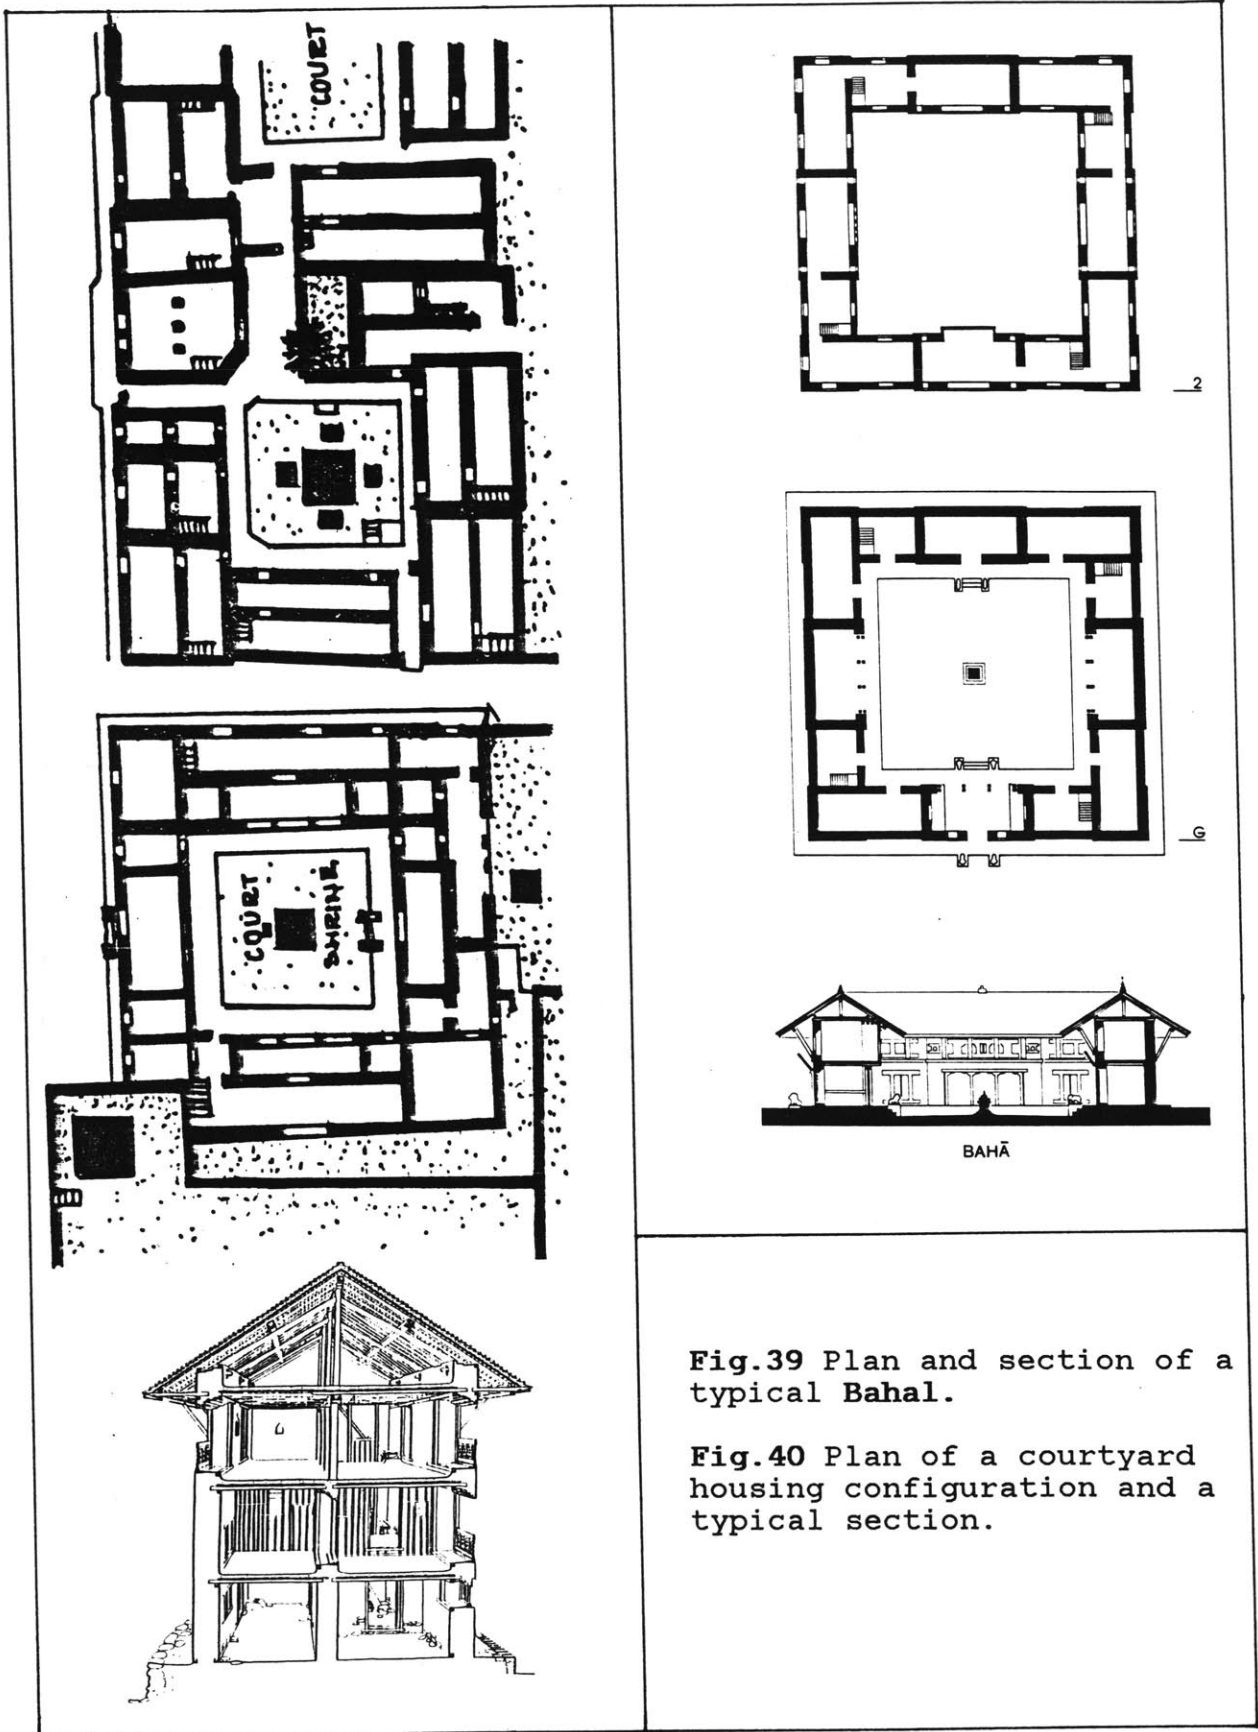 COURT
COURT
SHRINE
2
G
BAHĀ
Fig.39 Plan and section of a
typical Bahal.
Fig.40 Plan of a courtyard
housing configuration and a
typical section.